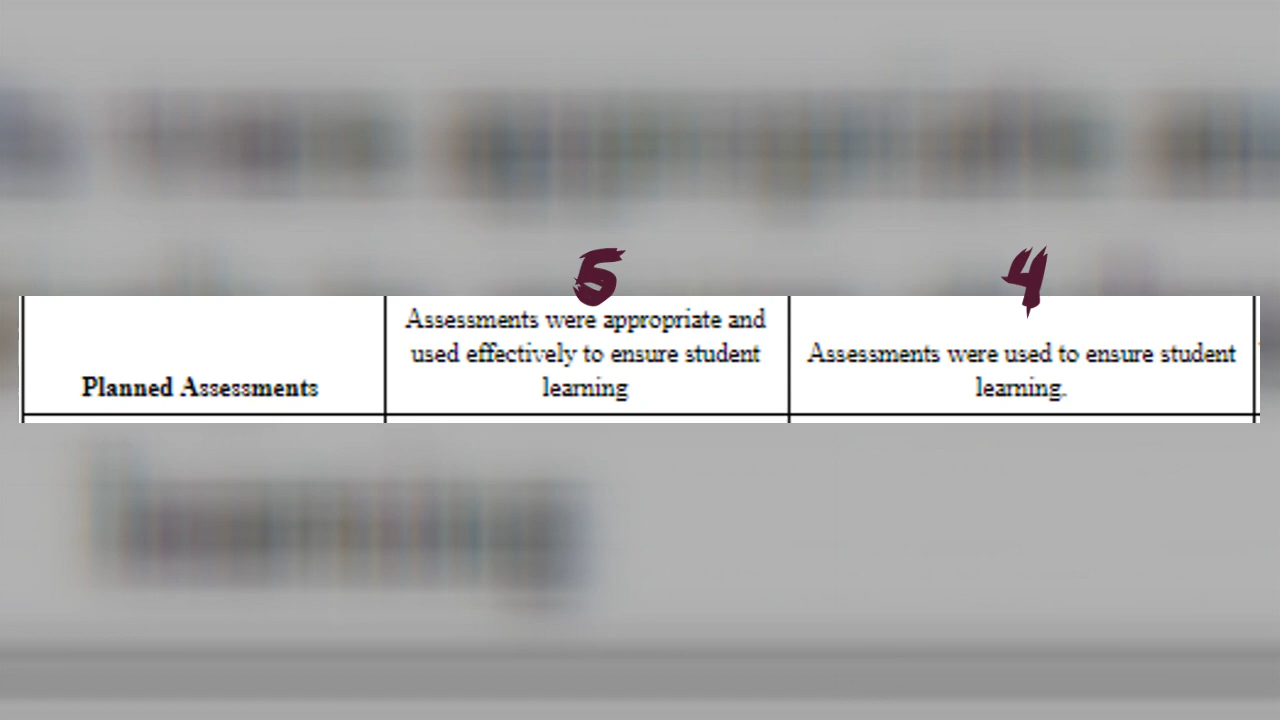 5
4
Planned Assessments
Assessments were appropriate and
used effectively to ensure student
learning
Assessments were used to ensure student
learning.